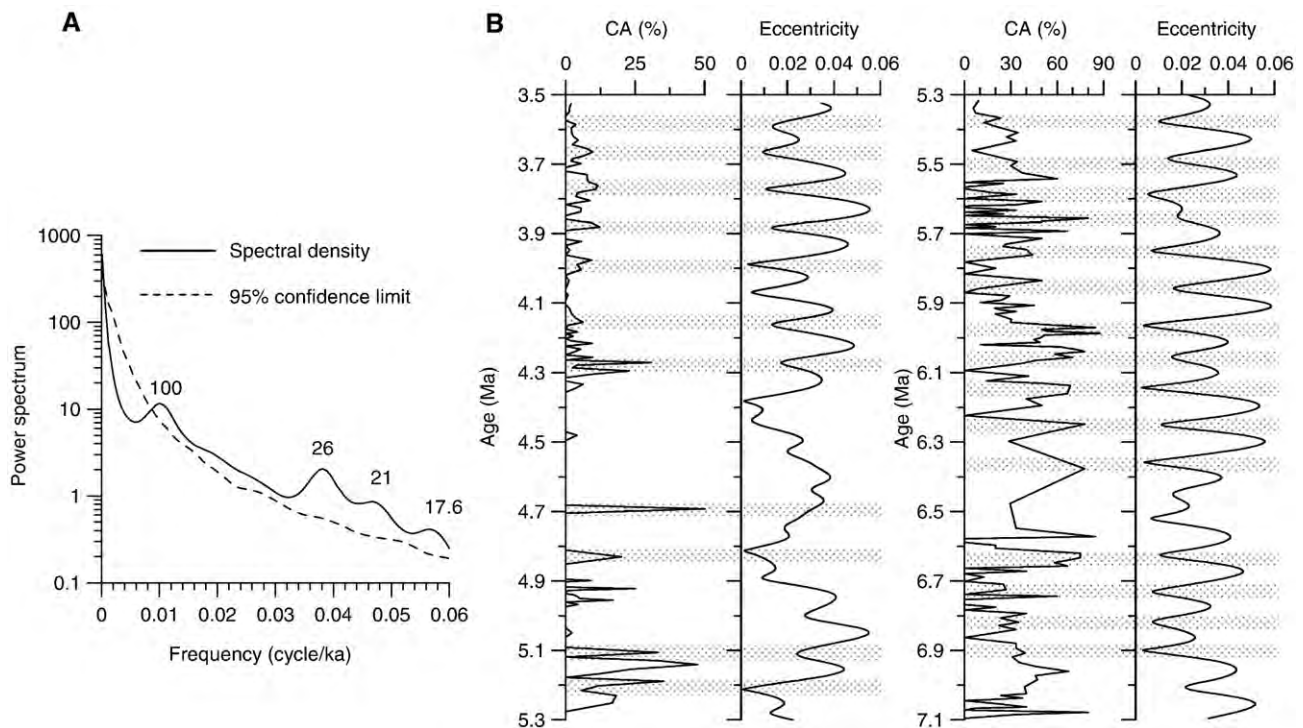 A
1000
100
10
1
0.1
Power spectrum
Spectral density
95% confidence limit
100
26
21
17.6
0 0.01 0.02 0.03 0.04 0.05 0.06
Frequency (cycle/ka)
B
CA (%) Eccentricity
0 25 50 0 0.02 0.04 0.06
3.5
3.7
3.9
4.1
4.3
4.5
4.7
4.9
5.1
5.3
Age (Ma)
CA (%) Eccentricity
0 30 60 90 0 0.02 0.04 0.06
5.3
5.5
5.7
5.9
6.1
6.3
6.5
6.7
6.9
7.1
Age (Ma)